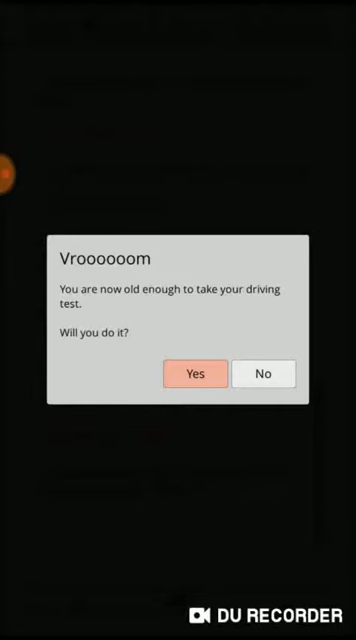 Vroooooom
You are now old enough to take your driving
test.
Will you do it?
Yes No
DU RECORDER